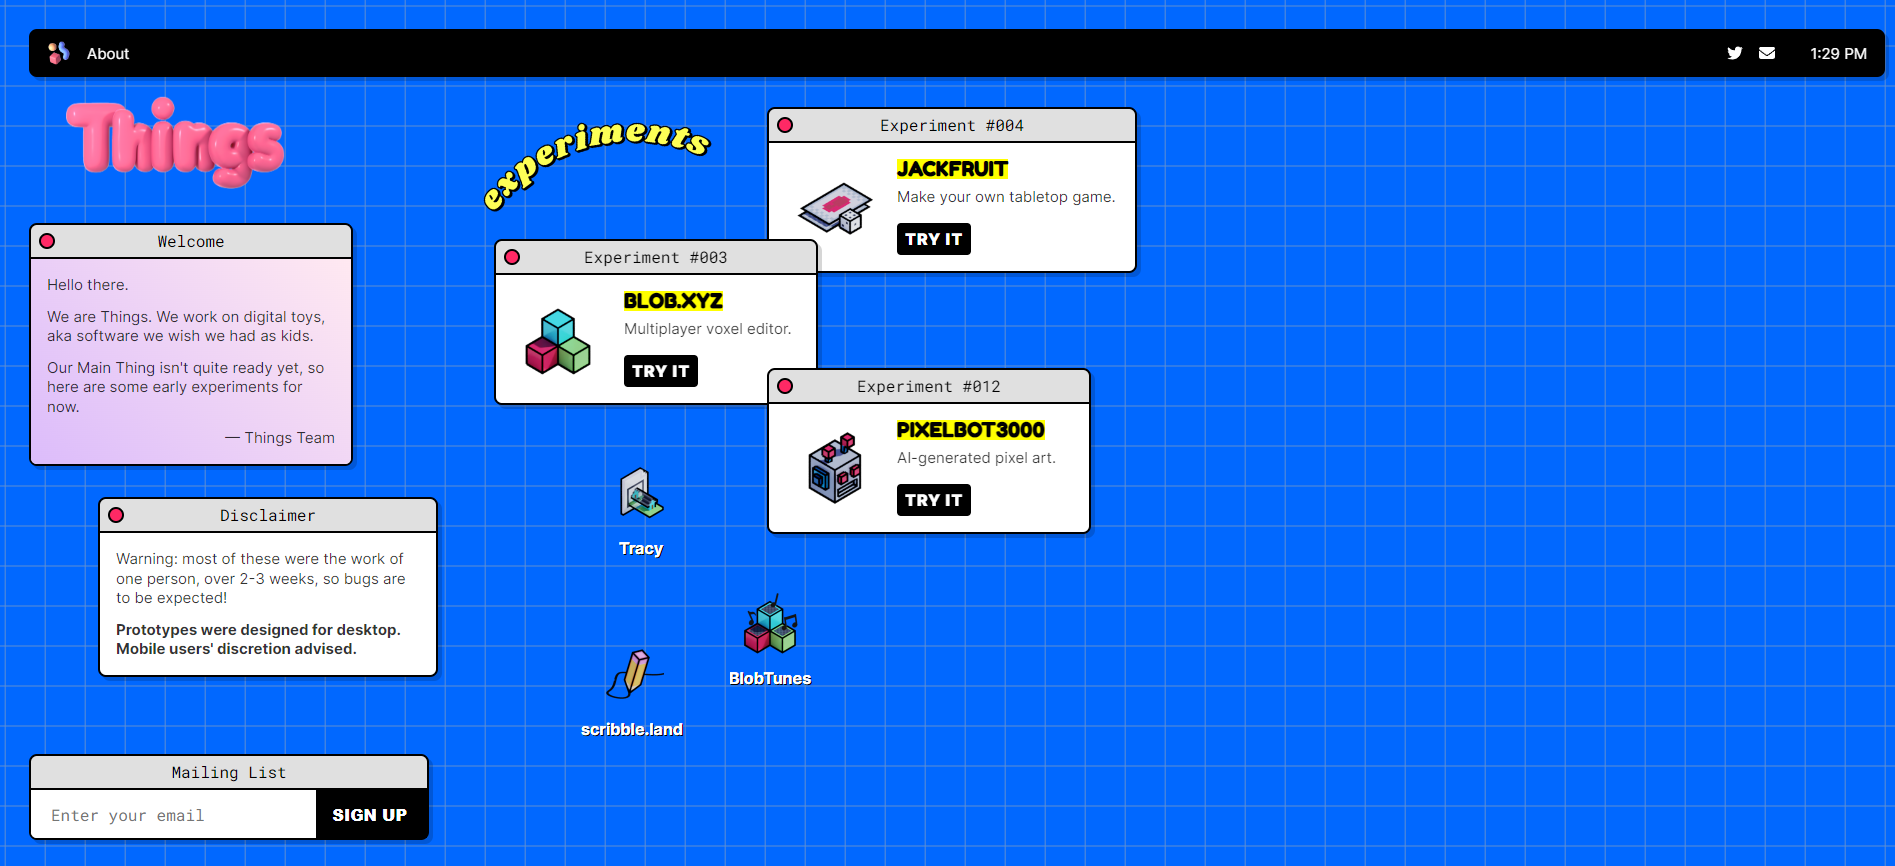 About
1:29 PM
Things
experiments
Welcome
Hello there.
We are Things. We work on digital toys,
aka software we wish we had as kids.
Our Main Thing isn't quite ready yet, so
here are some early experiments for
now.
— Things Team
Disclaimer
Warning: most of these were the work of
one person, over 2-3 weeks, so bugs are
to be expected!
Prototypes were designed for desktop.
Mobile users' discretion advised.
Mailing List
Enter your email
SIGN UP
Experiment #004
JACKFRUIT
Make your own tabletop game.
TRY IT
Experiment #003
BLOB.XYZ
Multiplayer voxel editor.
TRY IT
Experiment #012
PIXELBOT3000
AI-generated pixel art.
TRY IT
Tracy
BlobTunes
scribble.land